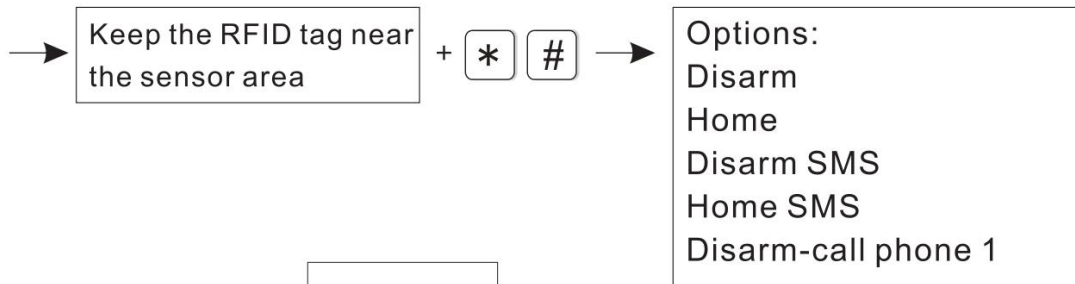 Keep the RFID tag near
the sensor area
+ * #
Options:
Disarm
Home
Disarm SMS
Home SMS
Disarm-call phone 1